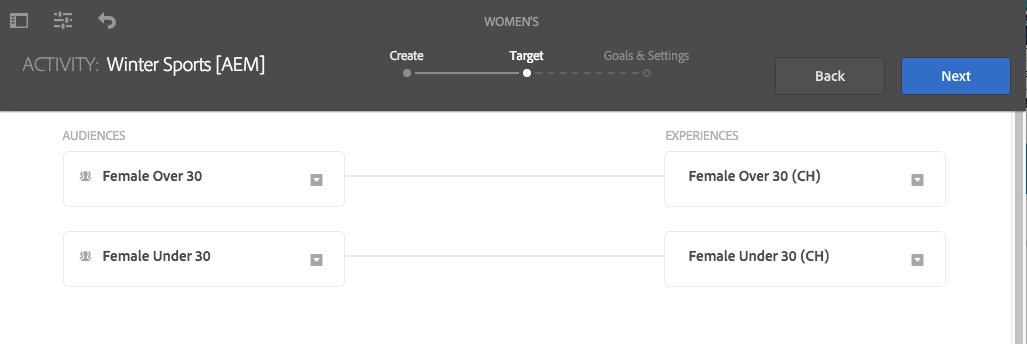 WOMEN'S
ACTIVITY: Winter Sports [AEM]
Create
Target
Goals & Settings
Back
Next
AUDIENCES
EXPERIENCES
Female Over 30
Female Over 30 (CH)
Female Under 30
Female Under 30 (CH)